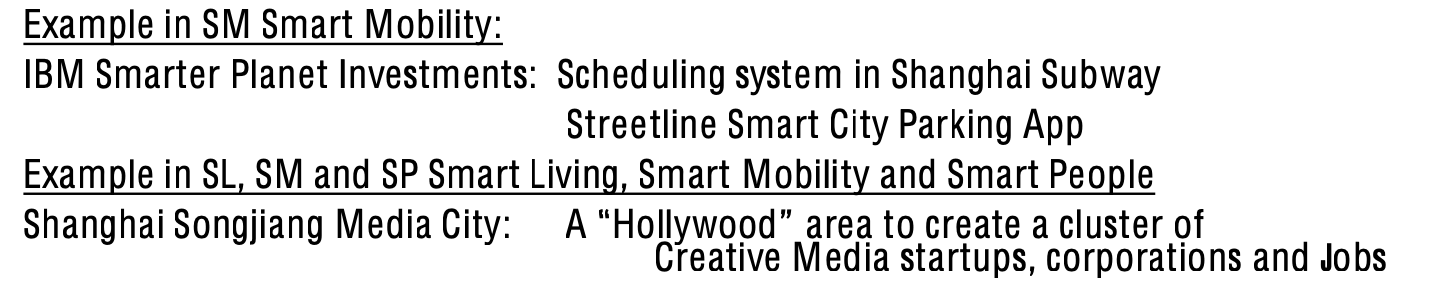 Example in SM Smart Mobility:
IBM Smarter Planet Investments: Scheduling system in Shanghai Subway
Streetline Smart City Parking App
Example in SL, SM and SP Smart Living, Smart Mobility and Smart People
Shanghai Songjiang Media City: A “Hollywood” area to create a cluster of
Creative Media startups, corporations and Jobs